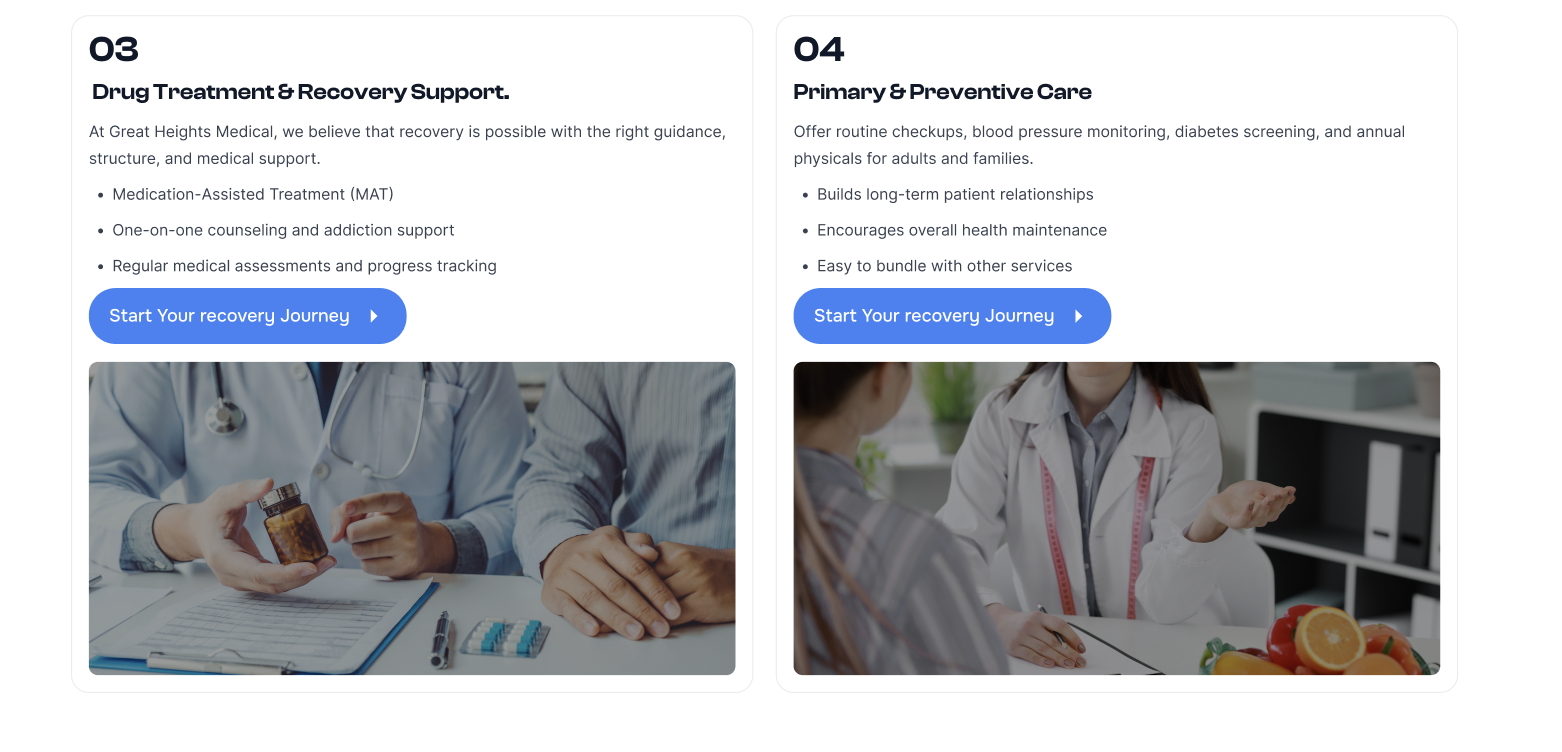 03
Drug Treatment & Recovery Support.
At Great Heights Medical, we believe that recovery is possible with the right guidance,
structure, and medical support.
• Medication-Assisted Treatment (MAT)
• One-on-one counseling and addiction support
• Regular medical assessments and progress tracking
Start Your recovery Journey
04
Primary & Preventive Care
Offer routine checkups, blood pressure monitoring, diabetes screening, and annual
physicals for adults and families.
• Builds long-term patient relationships
• Encourages overall health maintenance
• Easy to bundle with other services
Start Your recovery Journey